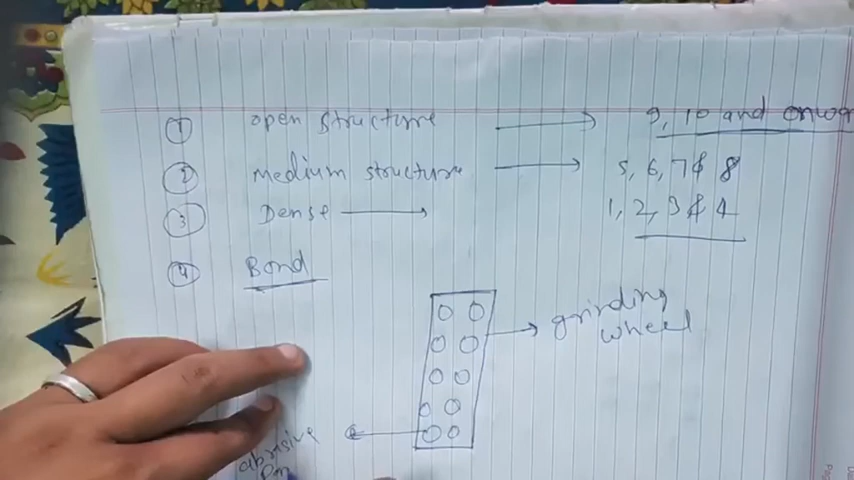 ① open structure → 9, 10 and onwar
② medium structure → 5, 6, 7 & 8
③ Dense → 1, 2, 3 & 4
④ Bond
grinding
wheel
abrasive